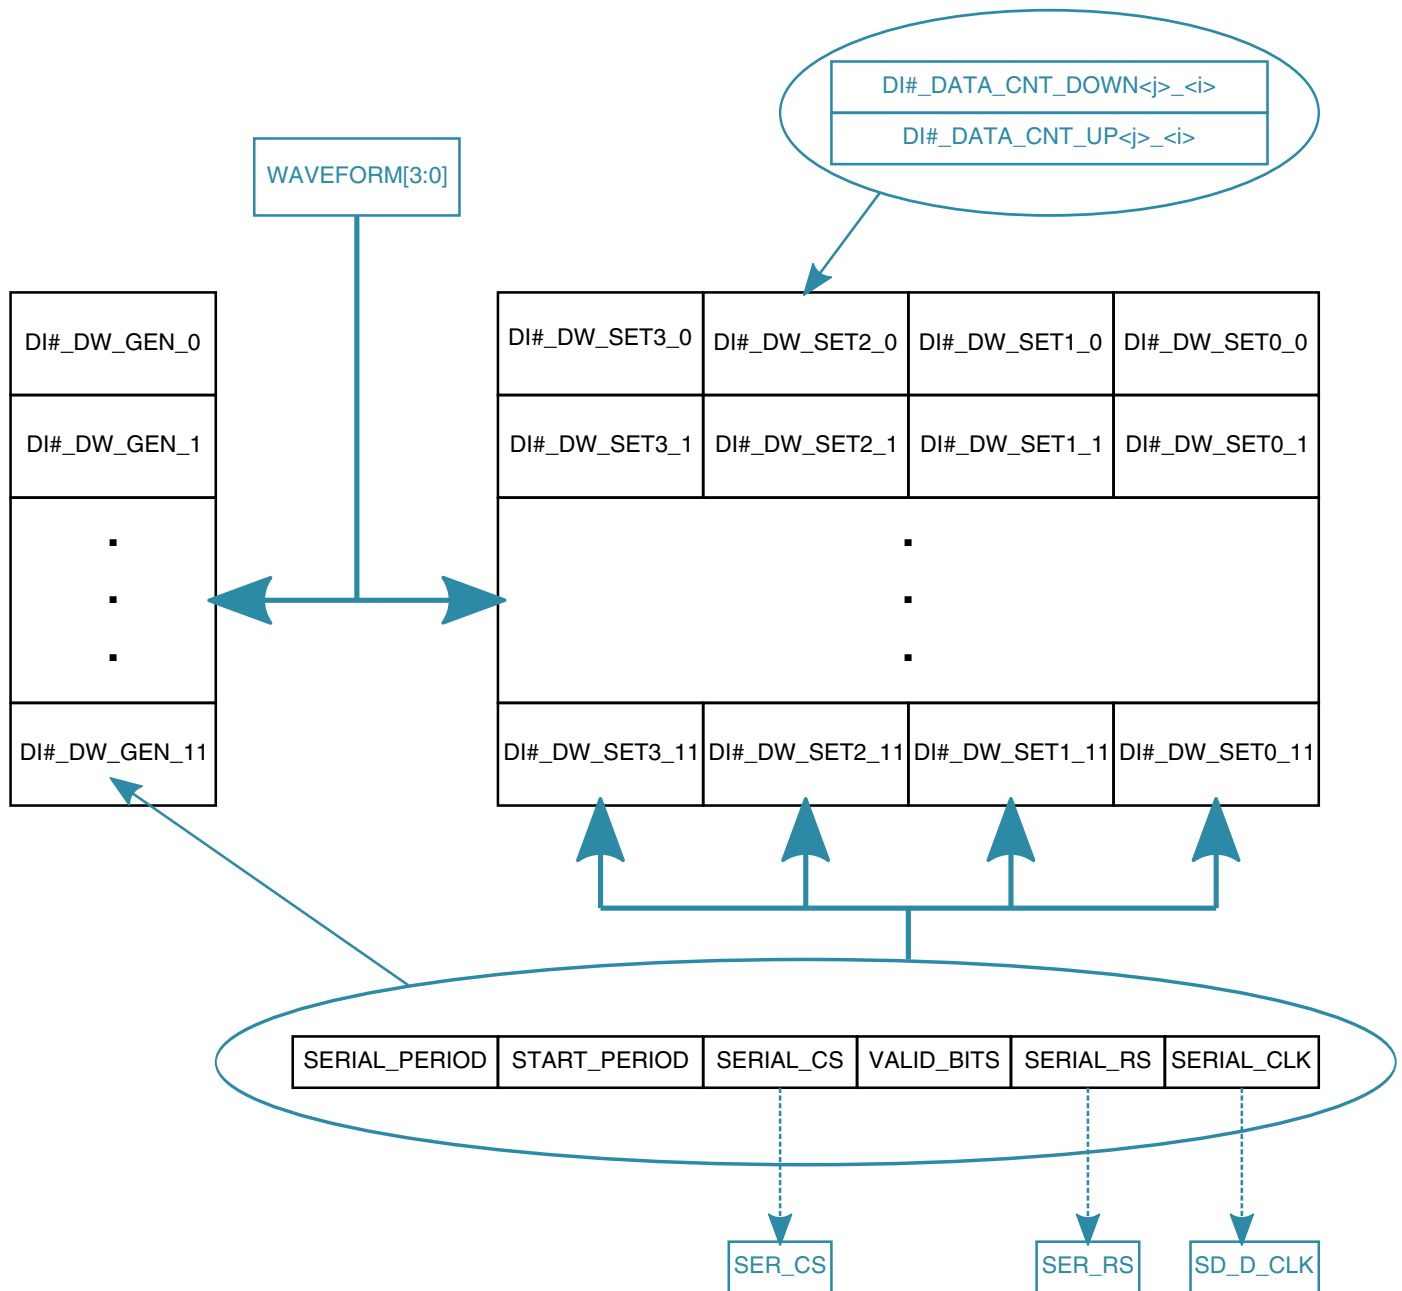 DI#_DATA_CNT_DOWN<j>_<i>
DI#_DATA_CNT_UP<j>_<i>
WAVEFORM[3:0]
DI#_DW_GEN_0
DI#_DW_SET3_0 DI#_DW_SET2_0 DI#_DW_SET1_0 DI#_DW_SET0_0
DI#_DW_GEN_1
DI#_DW_SET3_1 DI#_DW_SET2_1 DI#_DW_SET1_1 DI#_DW_SET0_1
DI#_DW_GEN_11
DI#_DW_SET3_11 DI#_DW_SET2_11 DI#_DW_SET1_11 DI#_DW_SET0_11
SERIAL_PERIOD START_PERIOD SERIAL_CS VALID_BITS SERIAL_RS SERIAL_CLK
SER_CS SER_RS SD_D_CLK